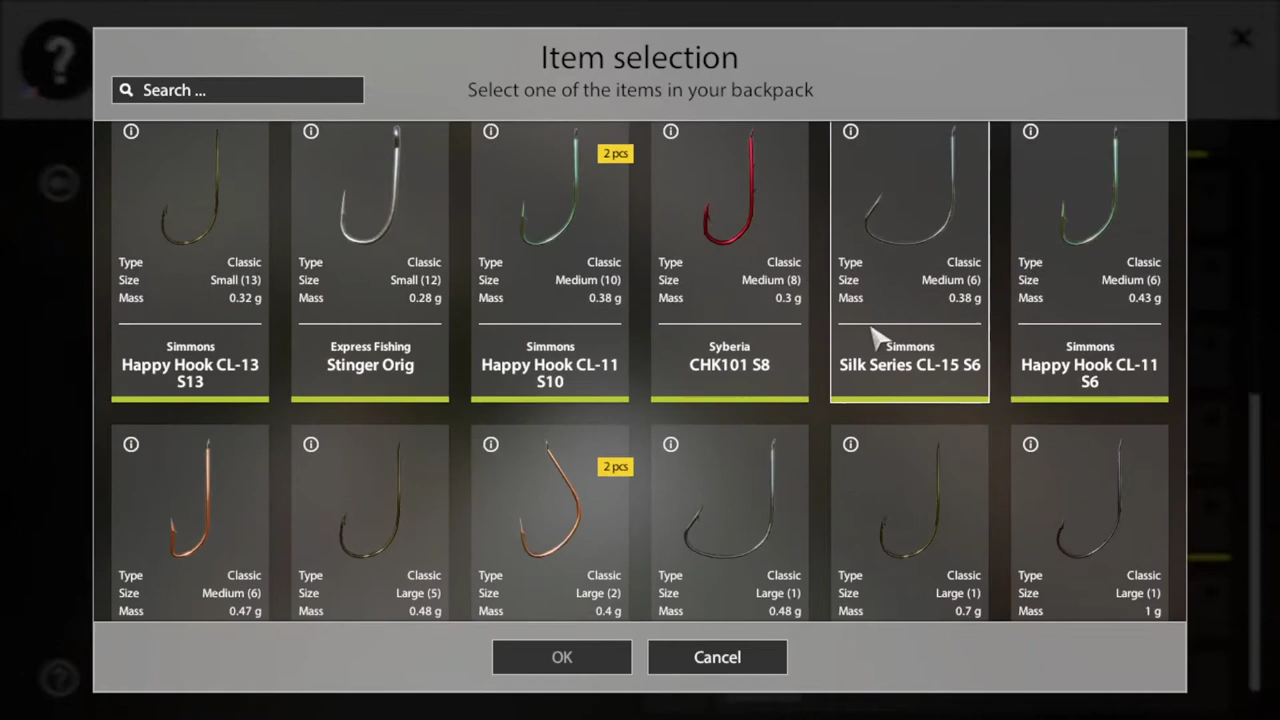 Item selection
Search ...
Select one of the items in your backpack
Type Classic
Size Small (13)
Mass 0.32 g
Simmons
Happy Hook CL-13
S13
Type Classic
Size Small (12)
Mass 0.28 g
Express Fishing
Stinger Orig
2 pcs
Type Classic
Size Medium (10)
Mass 0.38 g
Simmons
Happy Hook CL-11
S10
Type Classic
Size Medium (8)
Mass 0.3 g
Syberia
CHK101 S8
Type Classic
Size Medium (6)
Mass 0.38 g
Simmons
Silk Series CL-15 S6
Type Classic
Size Medium (6)
Mass 0.43 g
Simmons
Happy Hook CL-11
S6
Type Classic
Size Medium (6)
Mass 0.47 g
Type Classic
Size Large (5)
Mass 0.48 g
2 pcs
Type Classic
Size Large (2)
Mass 0.4 g
Type Classic
Size Large (1)
Mass 0.48 g
Type Classic
Size Large (1)
Mass 0.7 g
Type Classic
Size Large (1)
Mass 1 g
OK
Cancel